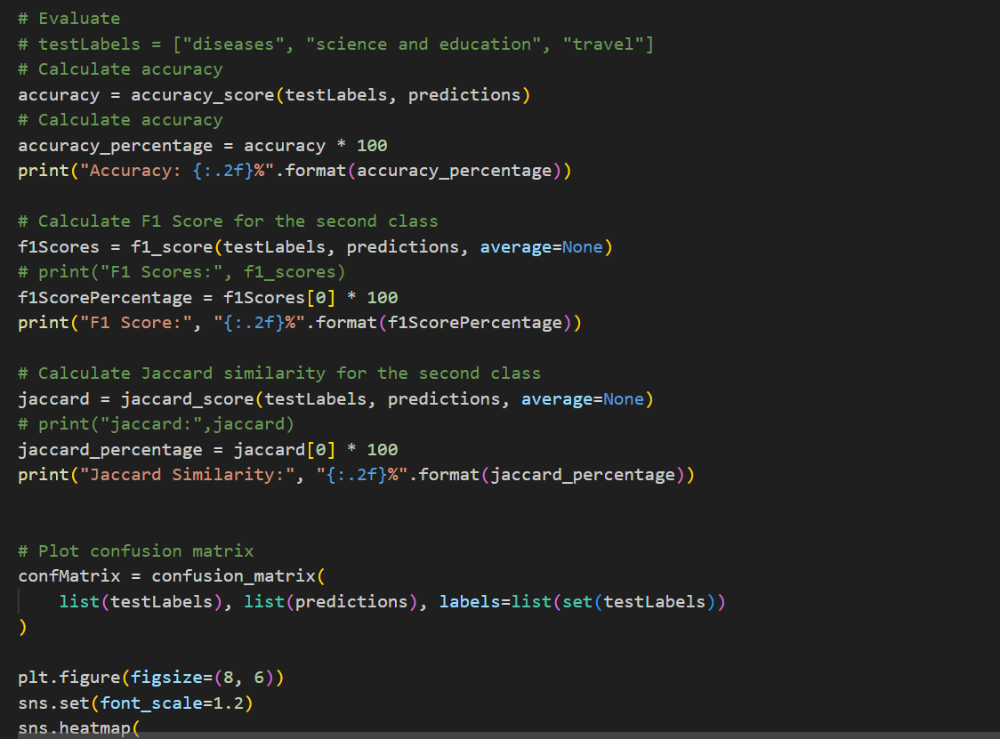 # Evaluate
# testLabels = ["diseases", "science and education", "travel"]
# Calculate accuracy
accuracy = accuracy_score(testLabels, predictions)
# Calculate accuracy
accuracy_percentage = accuracy * 100
print("Accuracy: {:.2f}%".format(accuracy_percentage))
# Calculate F1 Score for the second class
f1Scores = f1_score(testLabels, predictions, average=None)
# print("F1 Scores:", f1_scores)
f1ScorePercentage = f1Scores[0] * 100
print("F1 Score:", "{:.2f}%".format(f1ScorePercentage))
# Calculate Jaccard similarity for the second class
jaccard = jaccard_score(testLabels, predictions, average=None)
# print("jaccard:",jaccard)
jaccard_percentage = jaccard[0] * 100
print("Jaccard Similarity:", "{:.2f}%".format(jaccard_percentage))
# Plot confusion matrix
confMatrix = confusion_matrix(
    list(testLabels), list(predictions), labels=list(set(testLabels))
)
plt.figure(figsize=(8, 6))
sns.set(font_scale=1.2)
sns.heatmap(